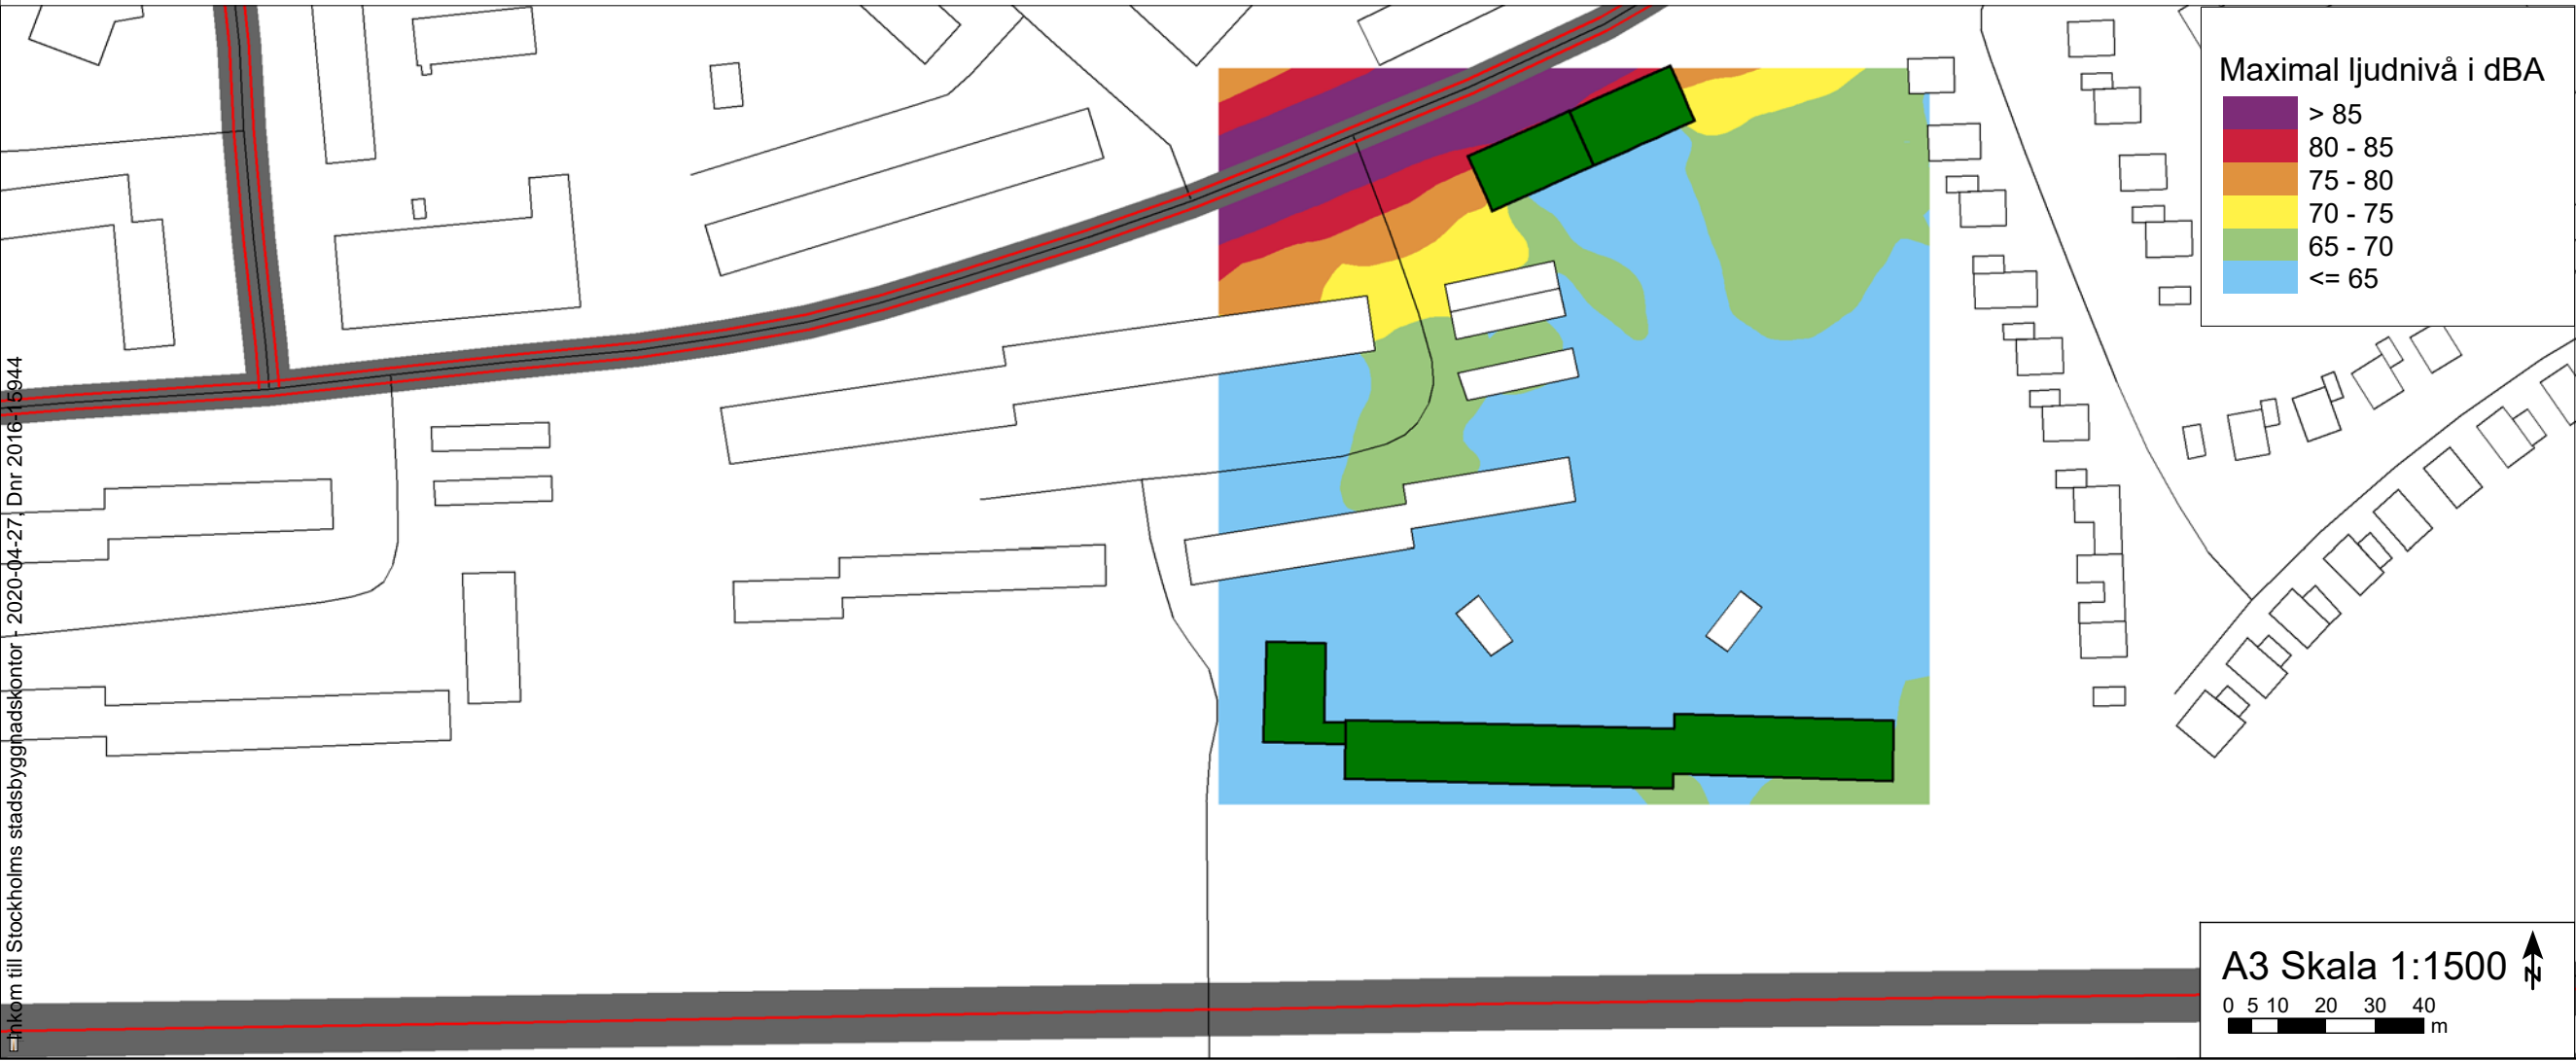 Maximal ljudnivå i dBA
> 85
80 - 85
75 - 80
70 - 75
65 - 70
<= 65
Inkom till Stockholms stadsbyggnadskontor - 2020-04-27, Dnr 2016-15944
A3 Skala 1:1500
N
0 5 10 20 30 40
m